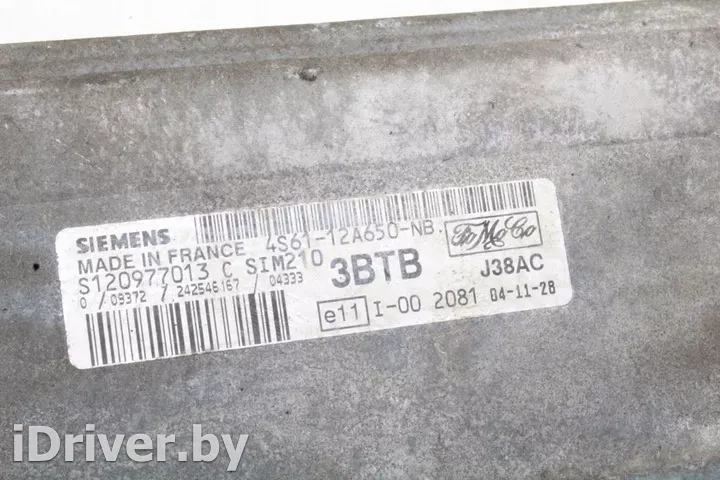 SIEMENS
MADE IN FRANCE 4S61-12A650-NB
FoMoCo
S120977013 C SIM210
3BTB
J38AC
0 / 09372 / 242546167 / 04333
e11 I-00 2081 04-11-28
iDriver.by